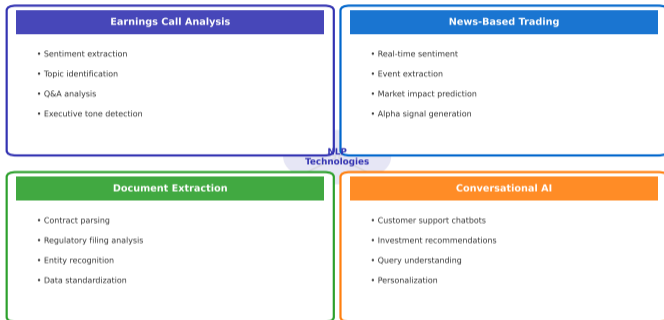 Earnings Call Analysis
• Sentiment extraction
• Topic identification
• Q&A analysis
• Executive tone detection
News-Based Trading
• Real-time sentiment
• Event extraction
• Market impact prediction
• Alpha signal generation
NLP
Technologies
Document Extraction
• Contract parsing
• Regulatory filing analysis
• Entity recognition
• Data standardization
Conversational AI
• Customer support chatbots
• Investment recommendations
• Query understanding
• Personalization